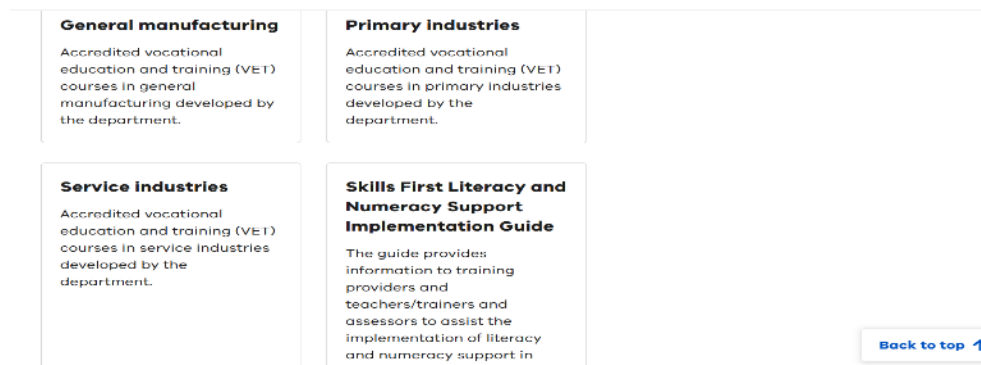 General manufacturing
Accredited vocational
education and training (VET)
courses in general
manufacturing developed by
the department.
Primary industries
Accredited vocational
education and training (VET)
courses in primary industries
developed by the
department.
Service industries
Accredited vocational
education and training (VET)
courses in service industries
developed by the
department.
Skills First Literacy and
Numeracy Support
Implementation Guide
The guide provides
information to training
providers and
teachers/trainers and
assessors to assist the
implementation of literacy
and numeracy support in
Back to top ↑